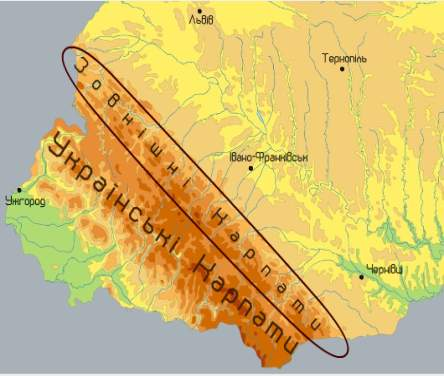 Львів
Тернопіль
Зовнішні Карпати
Івано-Франківськ
Українські Карпати
Ужгород
Чернівці